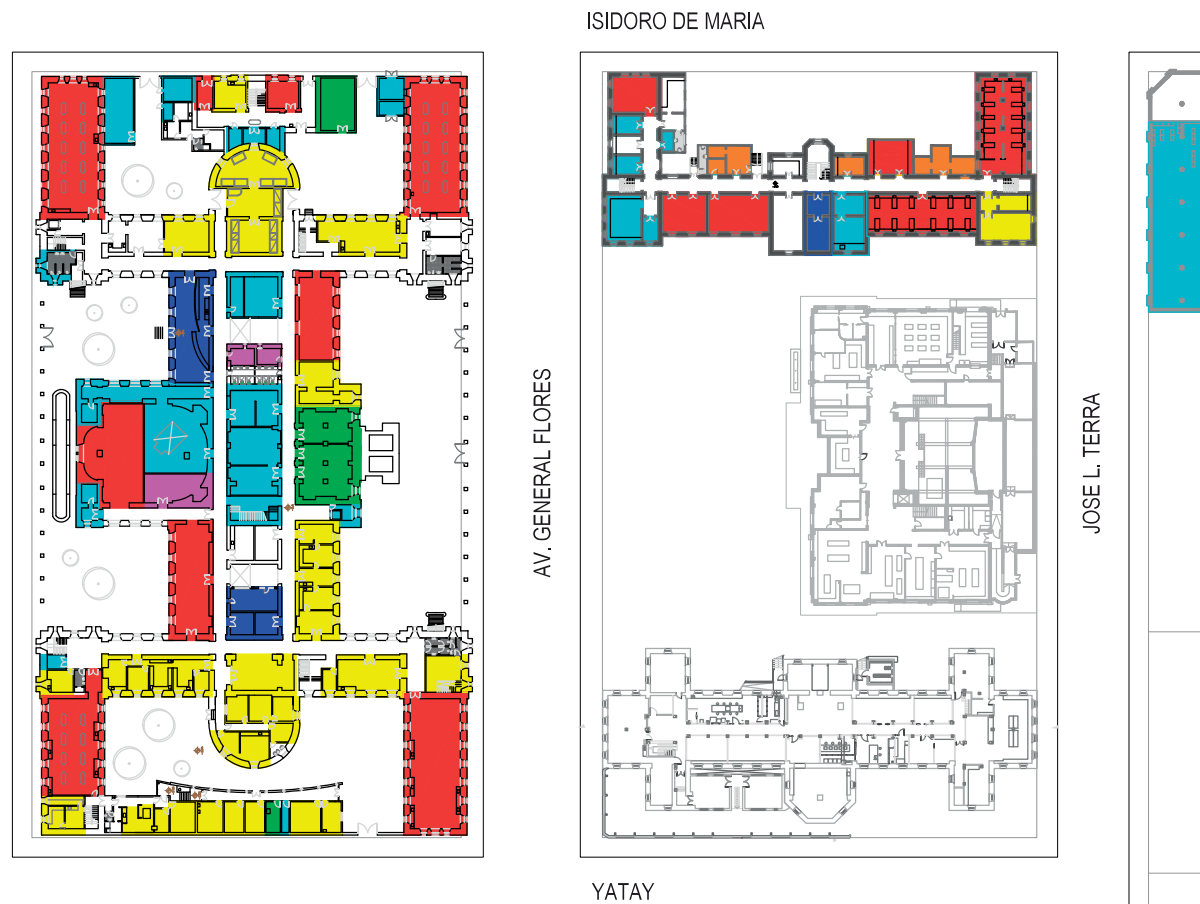 ISIDORO DE MARIA
AV. GENERAL FLORES
JOSE L. TERRA
YATAY